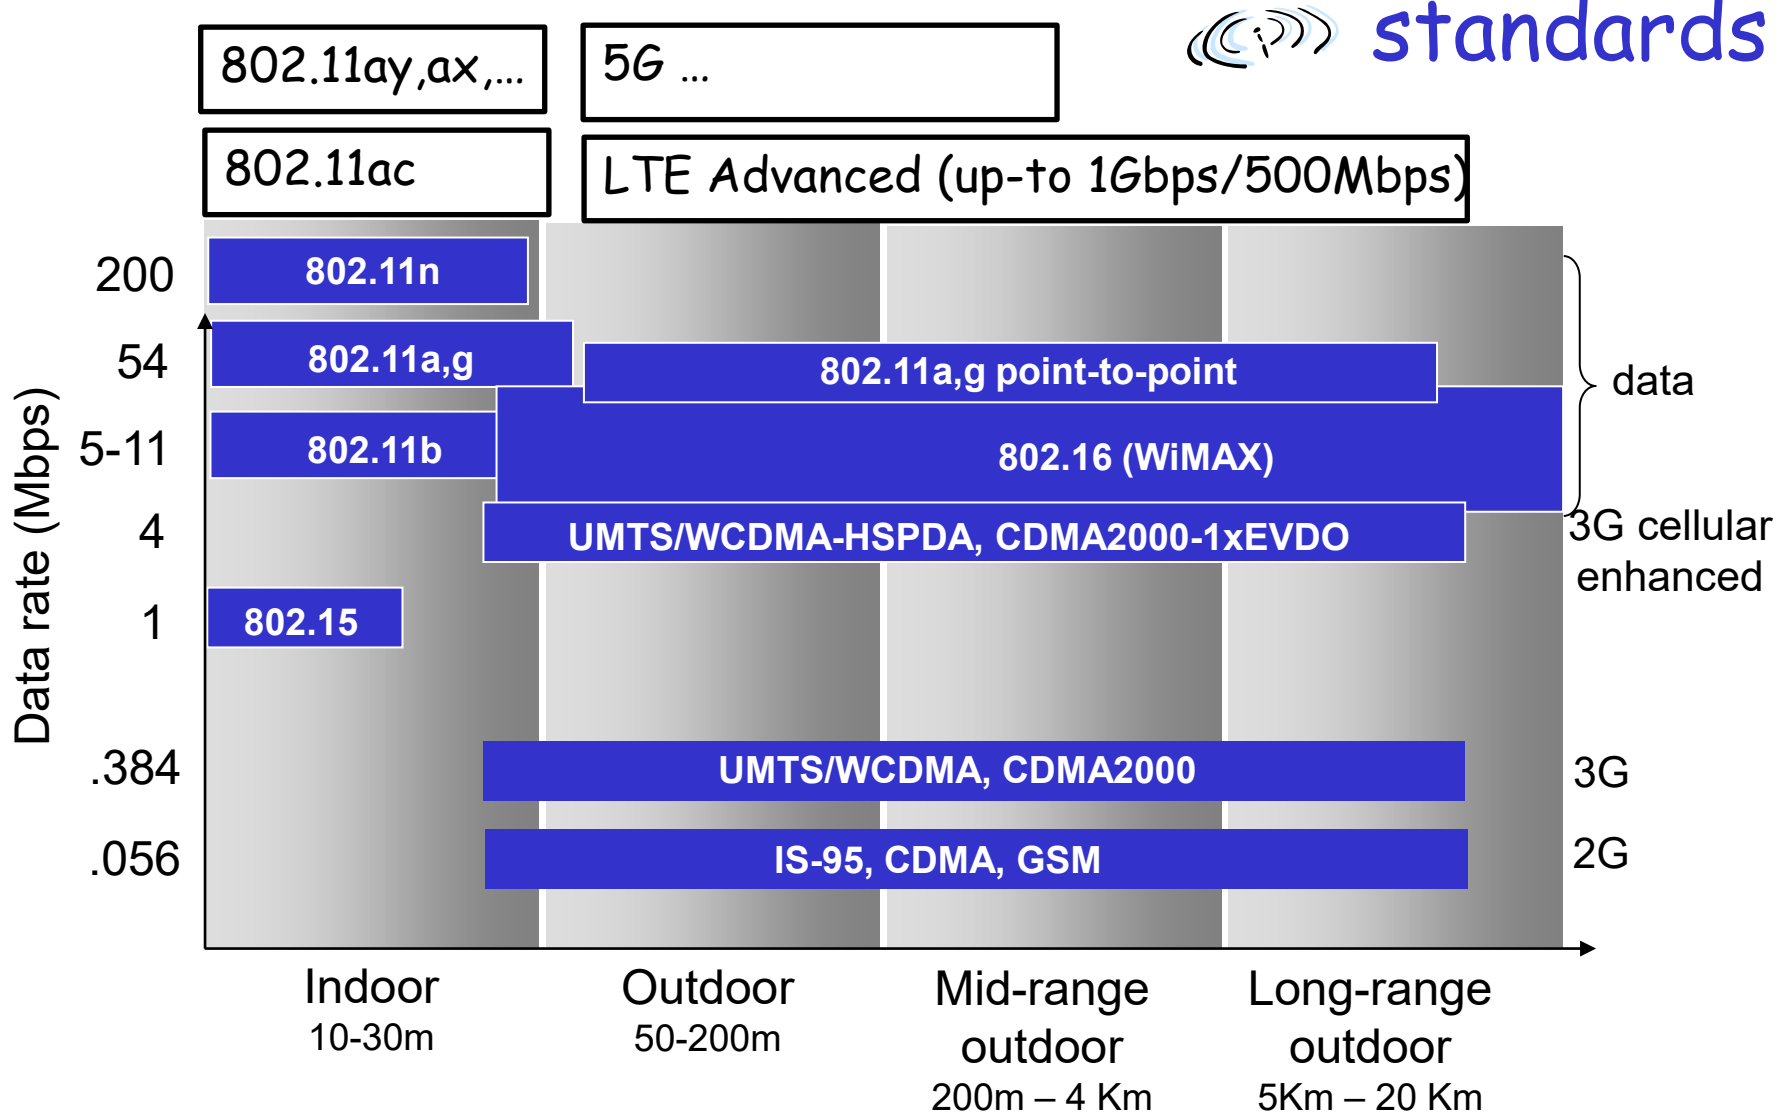 standards
802.11ay,ax,...
5G ...
802.11ac
LTE Advanced (up-to 1Gbps/500Mbps)
200
802.11n
54
802.11a,g
802.11a,g point-to-point
data
5-11
802.11b
802.16 (WiMAX)
4
UMTS/WCDMA-HSPDA, CDMA2000-1xEVDO
3G cellular
enhanced
1
802.15
Data rate (Mbps)
.384
UMTS/WCDMA, CDMA2000
3G
.056
IS-95, CDMA, GSM
2G
Indoor
10-30m
Outdoor
50-200m
Mid-range
outdoor
200m – 4 Km
Long-range
outdoor
5Km – 20 Km